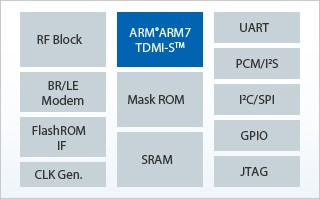 RF Block
BR/LE
Modem
FlashROM
IF
CLK Gen.
ARM®ARM7
TDMI-S™
Mask ROM
SRAM
UART
PCM/I²S
I²C/SPI
GPIO
JTAG